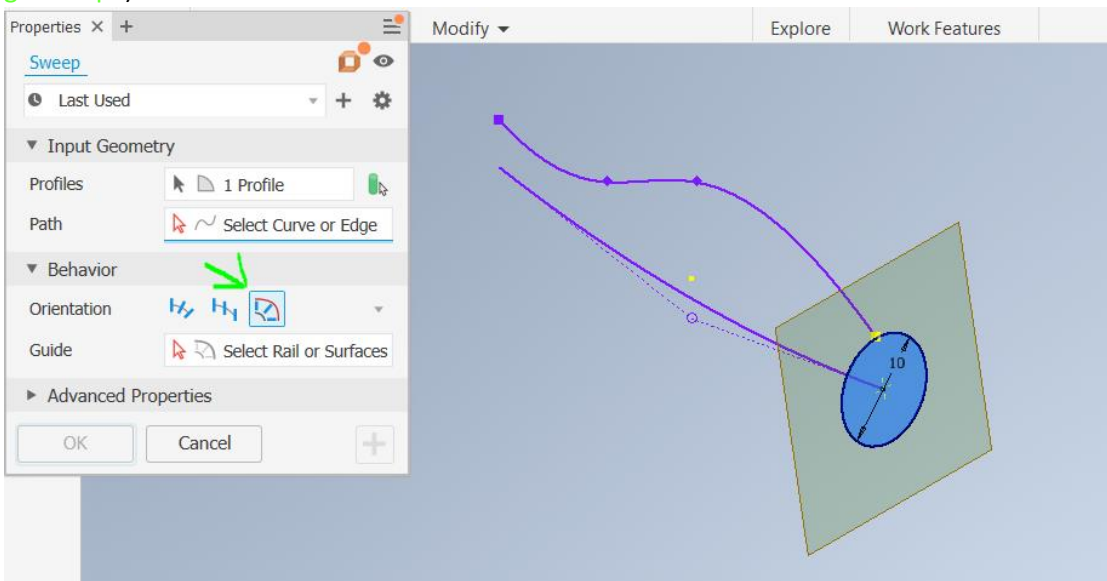 Properties
Modify
Explore
Work Features
Sweep
Last Used
Input Geometry
Profiles
1 Profile
Path
Select Curve or Edge
Behavior
Orientation
Guide
Select Rail or Surfaces
Advanced Properties
OK
Cancel
10